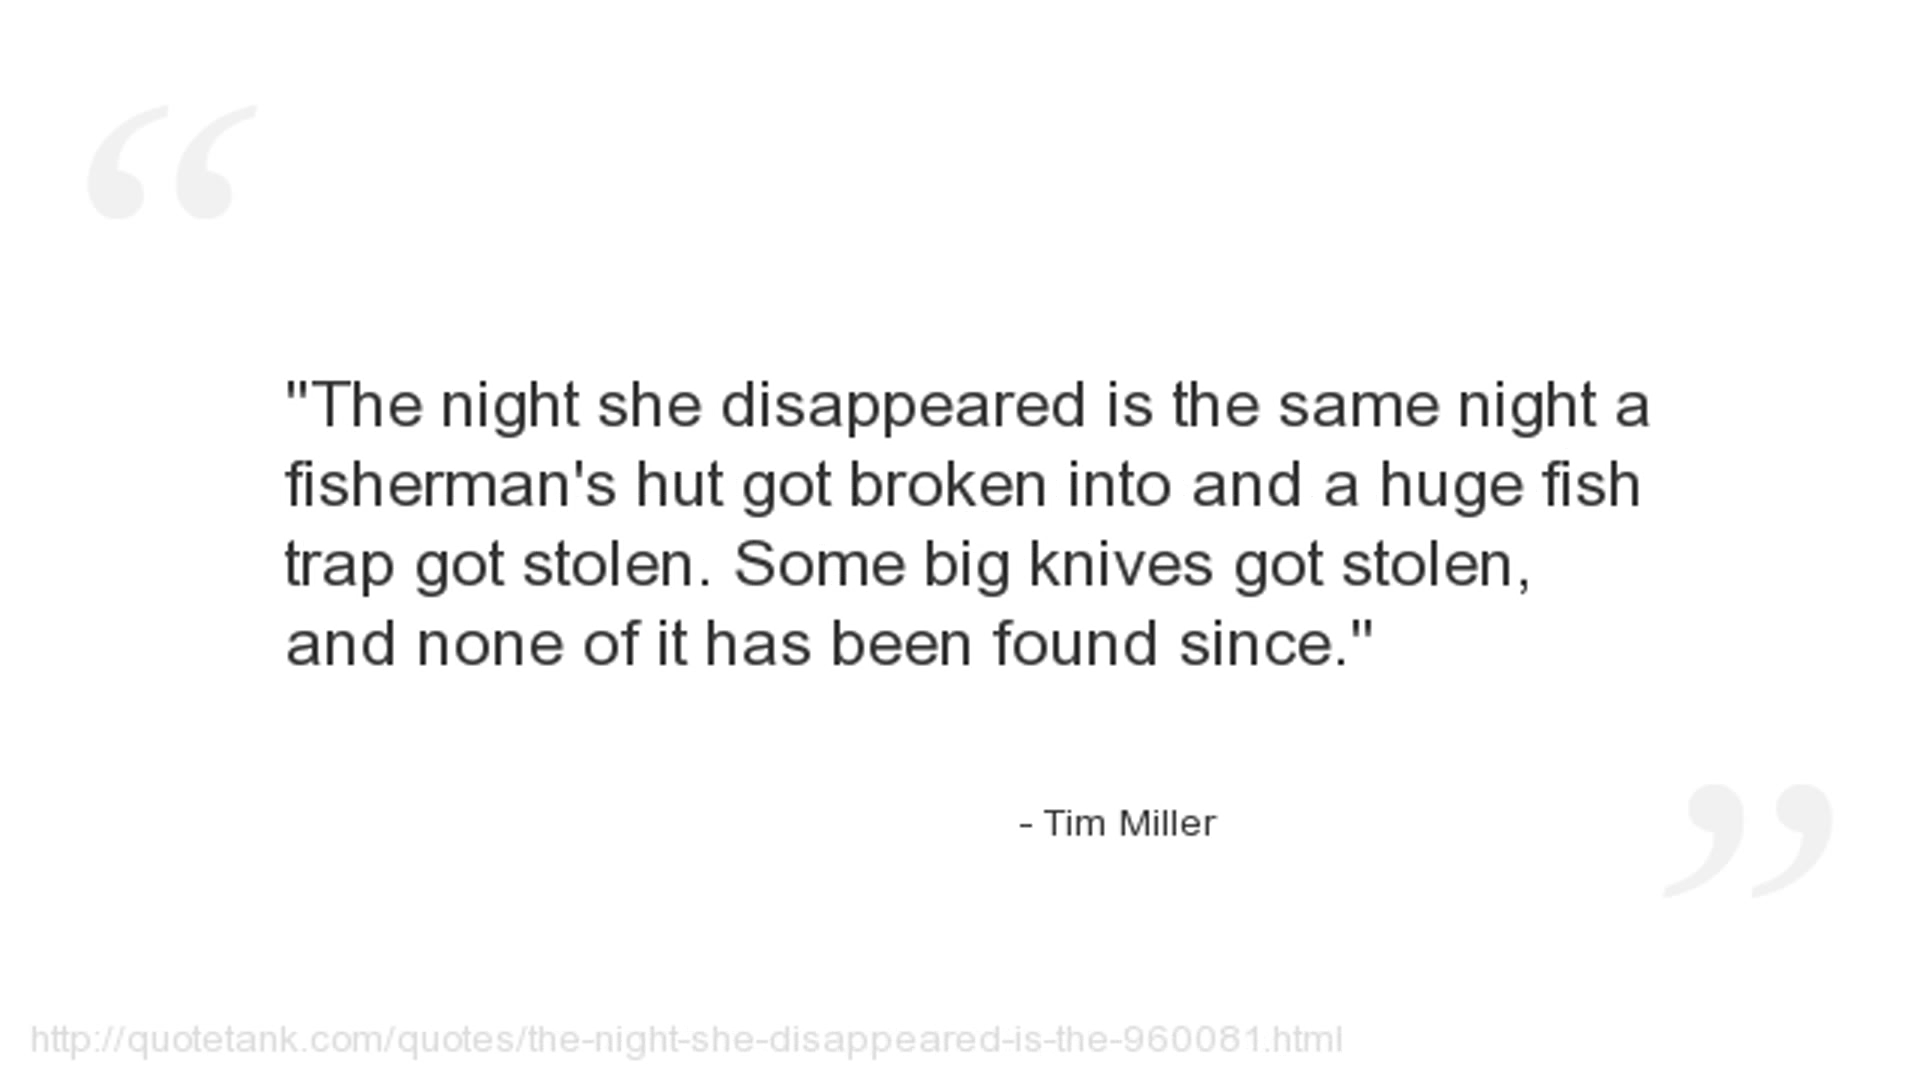 "The night she disappeared is the same night a
fisherman's hut got broken into and a huge fish
trap got stolen. Some big knives got stolen,
and none of it has been found since."
- Tim Miller
http://quotetank.com/quotes/the-night-she-disappeared-is-the-960081.html